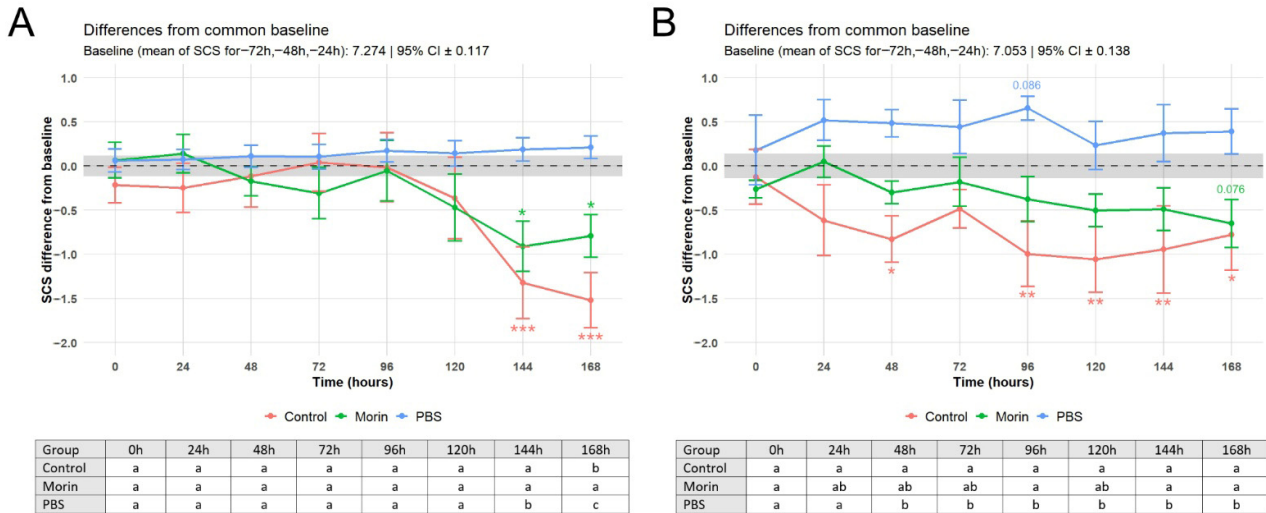 A
Differences from common baseline
Baseline (mean of SCS for−72h,−48h,−24h): 7.274 | 95% CI ± 0.117
SCS difference from baseline
1.0
0.5
0.0
−0.5
−1.0
−1.5
−2.0
*
*
***
***
0
24
48
72
96
120
144
168
Time (hours)
Control
Morin
PBS
Group 0h 24h 48h 72h 96h 120h 144h 168h
Control a a a a a a a b
Morin a a a a a a a a
PBS a a a a a a b c
B
Differences from common baseline
Baseline (mean of SCS for−72h,−48h,−24h): 7.053 | 95% CI ± 0.138
SCS difference from baseline
1.0
0.5
0.0
−0.5
−1.0
−1.5
−2.0
0.086
0.076
*
**
**
**
*
0
24
48
72
96
120
144
168
Time (hours)
Control
Morin
PBS
Group 0h 24h 48h 72h 96h 120h 144h 168h
Control a a a a a a a a
Morin a ab ab ab a ab a a
PBS a a b b b b b b